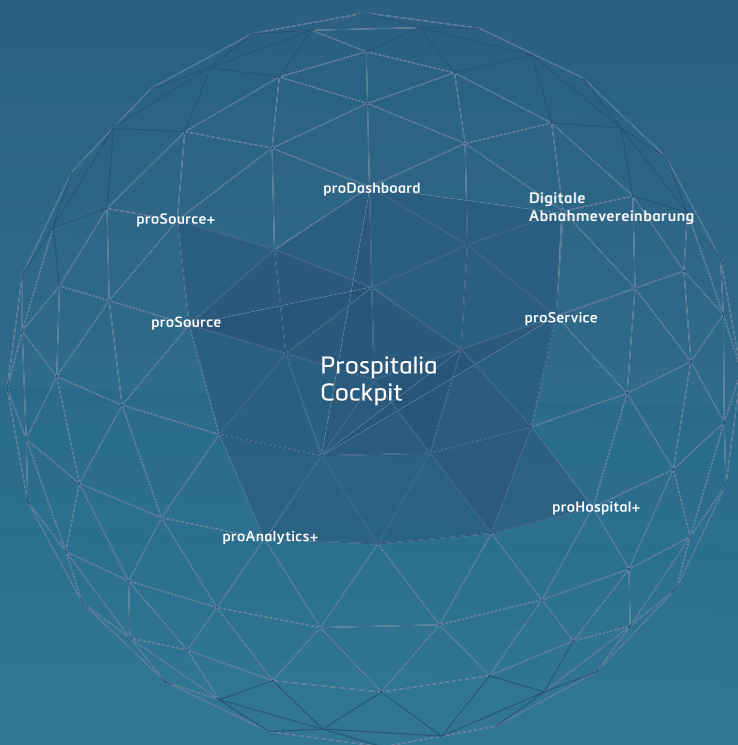 proDashboard
Digitale
Abnahmevereinbarung
proSource+
proSource
proService
Prospitalia
Cockpit
proHospital+
proAnalytics+